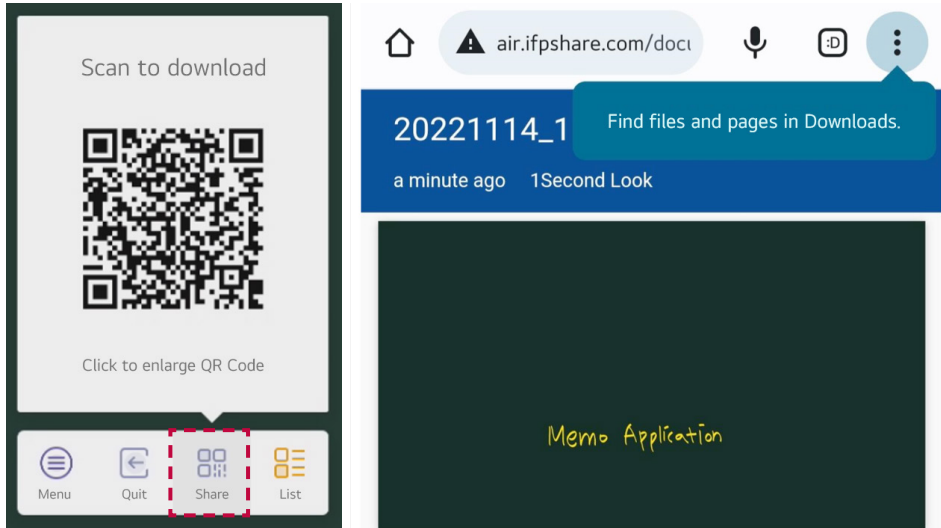 Scan to download
Click to enlarge QR Code
Menu Quit Share List
air.ifpshare.com/docu
:D
20221114_1
Find files and pages in Downloads.
a minute ago 1Second Look
Memo Application